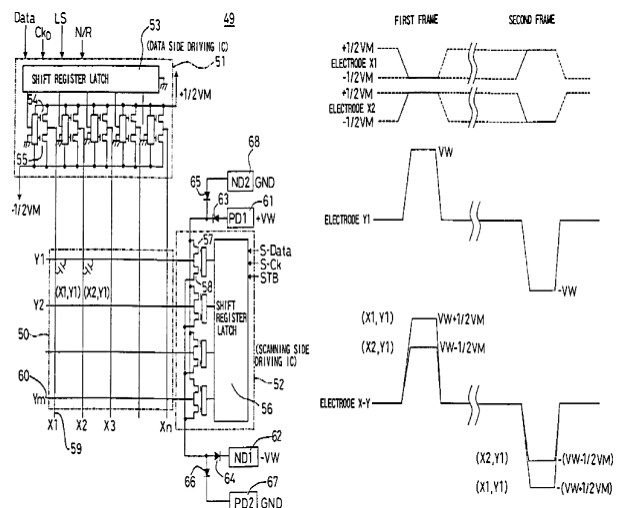 49
Data CkD LS N/R
53
(DATA SIDE DRIVING IC)
51
SHIFT REGISTER LATCH
54
+1/2VM
55
-1/2VM
68
ND2 GND
65
63
61
PD1 +VW
57
Y1
58
S-Data
S-Ck
STB
(X1,Y1) (X2,Y1)
Y2
SHIFT
REGISTER
LATCH
50
(SCANNING SIDE
DRIVING IC)
52
60
56
Ym
X1 X2 X3 Xn
59
62
ND1 -VW
64
66
67
PD2 GND
FIRST FRAME SECOND FRAME
+1/2VM
ELECTRODE X1
-1/2VM
+1/2VM
ELECTRODE X2
-1/2VM
VW
ELECTRODE Y1
-VW
(X1,Y1) VW+1/2VM
(X2,Y1) VW-1/2VM
ELECTRODE X-Y
(X2,Y1) -(VW-1/2VM)
(X1,Y1) -(VW+1/2VM)